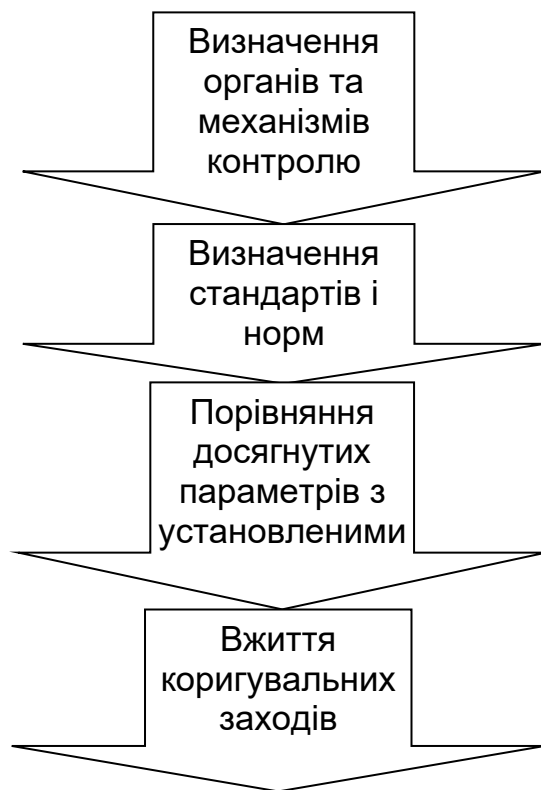 Визначення
органів та
механізмів
контролю
Визначення
стандартів і
норм
Порівняння
досягнутих
параметрів з
установленими
Вжиття
коригувальних
заходів